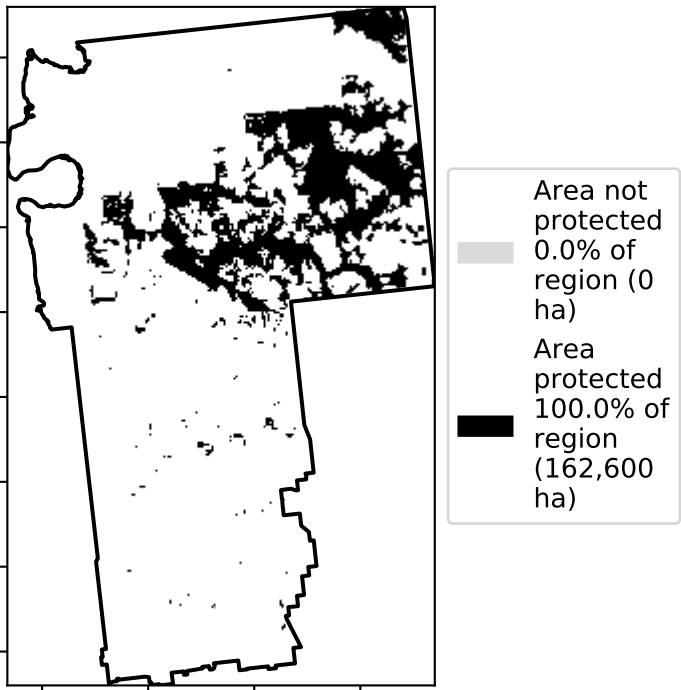 Area not
protected
0.0% of
region (0
ha)
Area
protected
100.0% of
region
(162,600
ha)